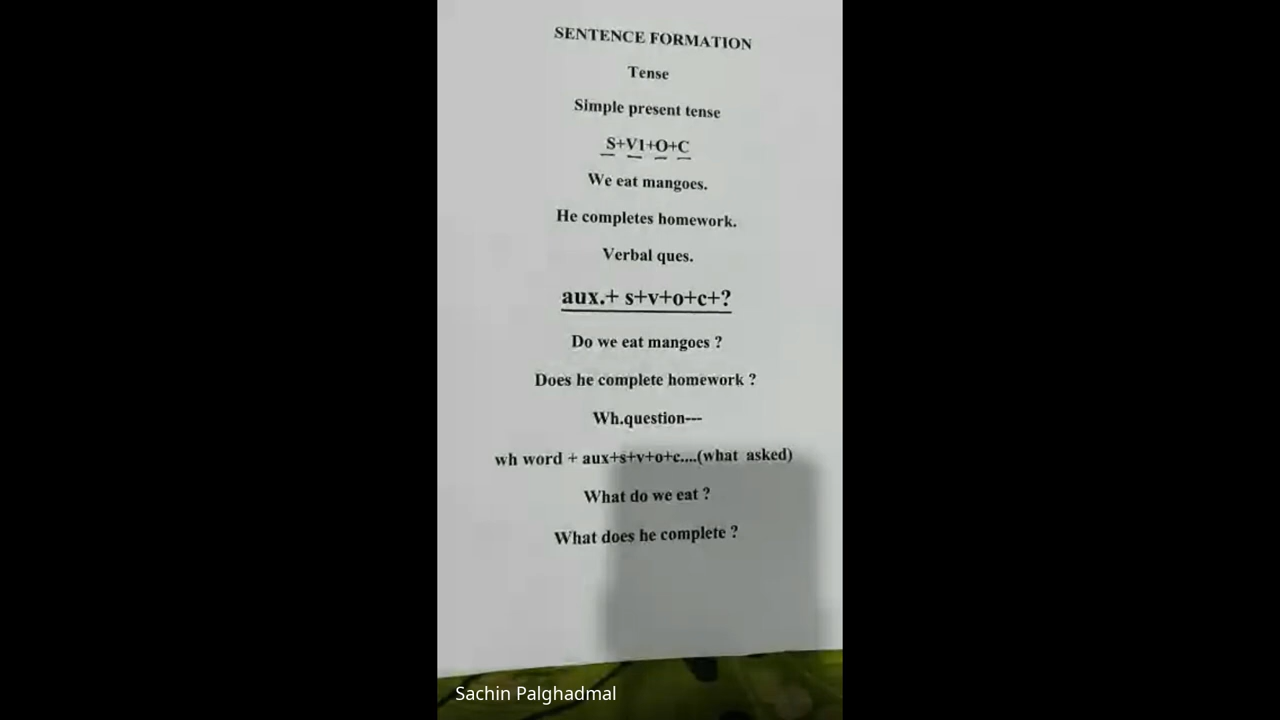 SENTENCE FORMATION
Tense
Simple present tense
S+V1+O+C
We eat mangoes.
He completes homework.
Verbal ques.
aux.+ s+v+o+c+?
Do we eat mangoes ?
Does he complete homework ?
Wh.question---
wh word + aux+s+v+o+c....(what asked)
What do we eat ?
What does he complete ?
Sachin Palghadmal